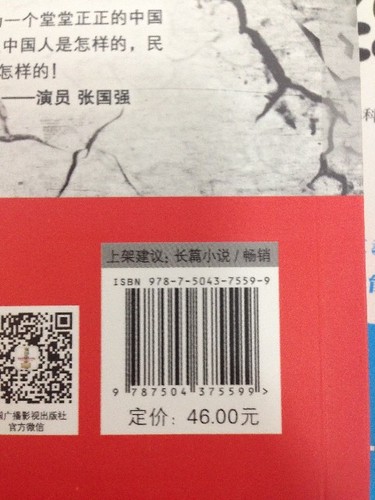 一个堂堂正正的中国
中国人是怎样的，民
怎样的！
——演员 张国强
上架建议：长篇小说 / 畅销
ISBN 978-7-5043-7559-9
9 787504 375599 >
定价：46.00元
广播影视出版社
官方微信
科